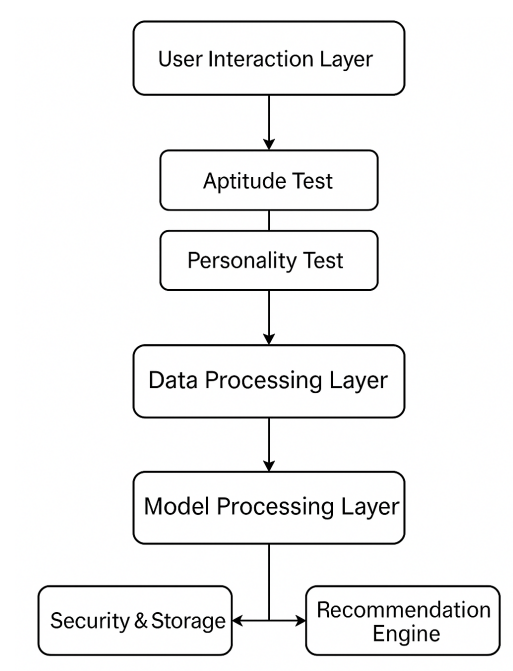 User Interaction Layer
Aptitude Test
Personality Test
Data Processing Layer
Model Processing Layer
Security & Storage
Recommendation
Engine